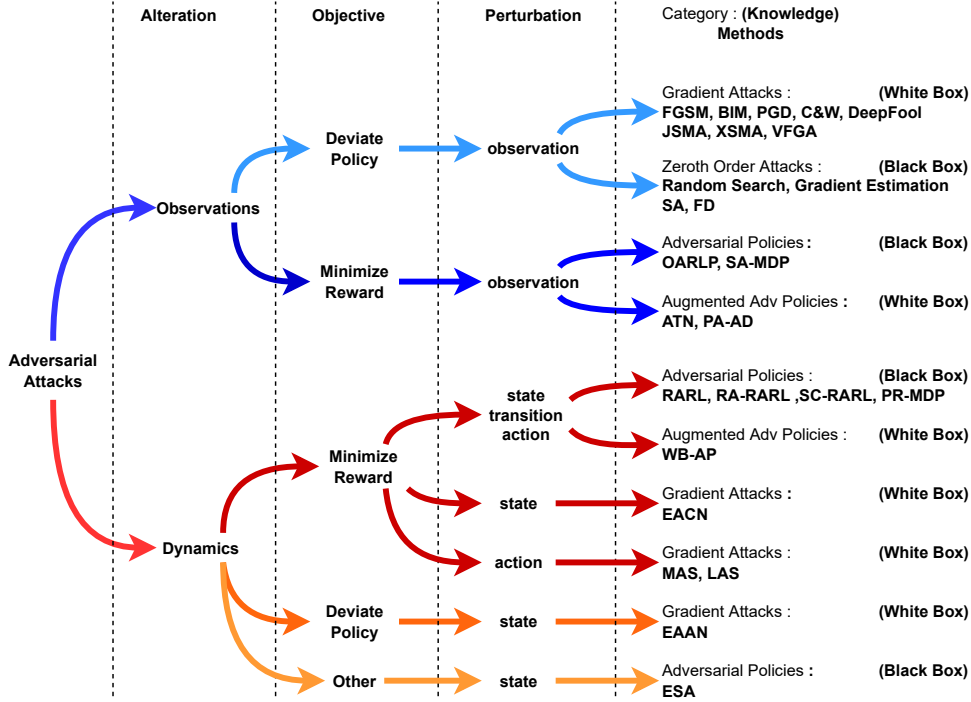 Alteration
Objective
Perturbation
Category : (Knowledge)
Methods
Adversarial
Attacks
Observations
Deviate
Policy
observation
Gradient Attacks : (White Box)
FGSM, BIM, PGD, C&W, DeepFool
JSMA, XSMA, VFGA
Zeroth Order Attacks : (Black Box)
Random Search, Gradient Estimation
SA, FD
Minimize
Reward
observation
Adversarial Policies : (Black Box)
OARLP, SA-MDP
Augmented Adv Policies : (White Box)
ATN, PA-AD
Dynamics
Minimize
Reward
state
transition
action
Adversarial Policies : (Black Box)
RARL, RA-RARL ,SC-RARL, PR-MDP
Augmented Adv Policies : (White Box)
WB-AP
state
Gradient Attacks : (White Box)
EACN
action
Gradient Attacks : (White Box)
MAS, LAS
Deviate
Policy
state
Gradient Attacks : (White Box)
EAAN
Other
state
Adversarial Policies : (Black Box)
ESA